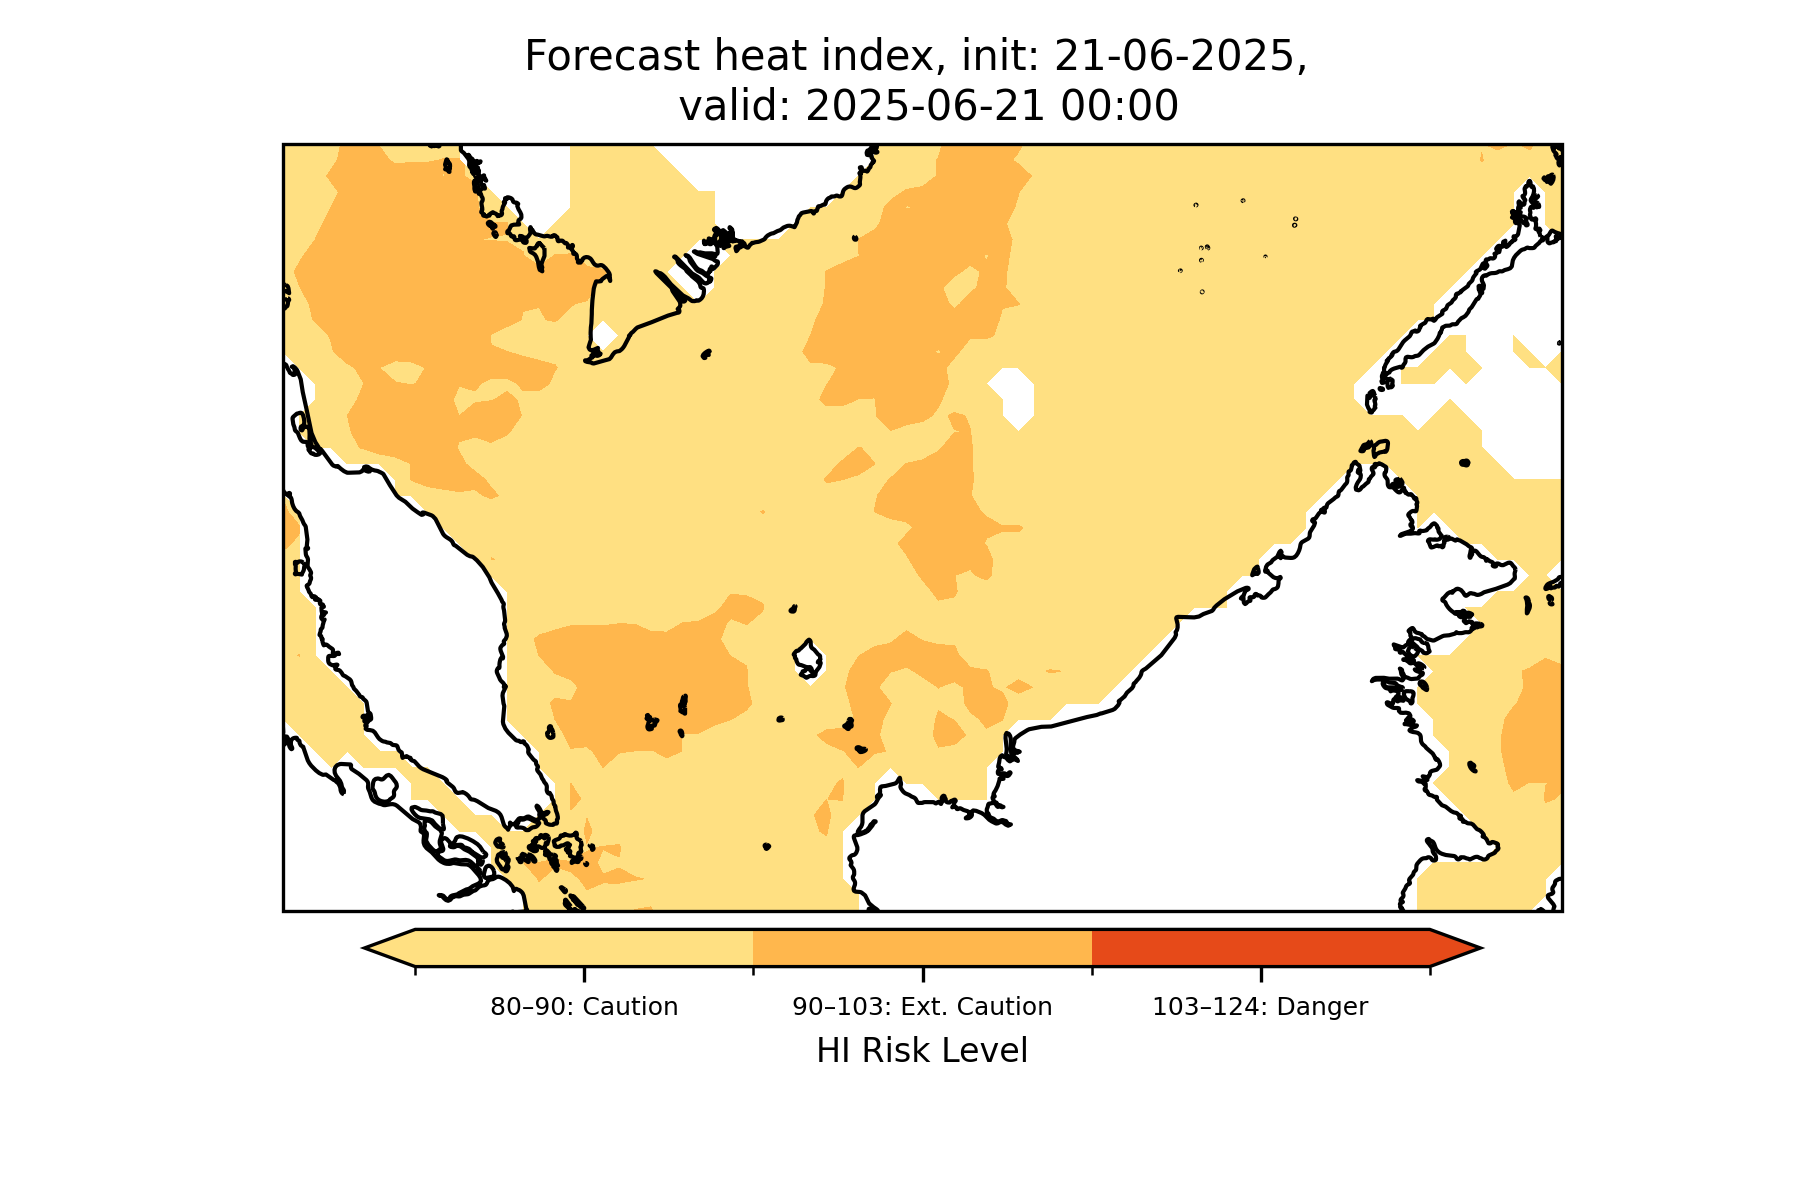 Forecast heat index, init: 21-06-2025,
valid: 2025-06-21 00:00
80–90: Caution
90–103: Ext. Caution
103–124: Danger
HI Risk Level